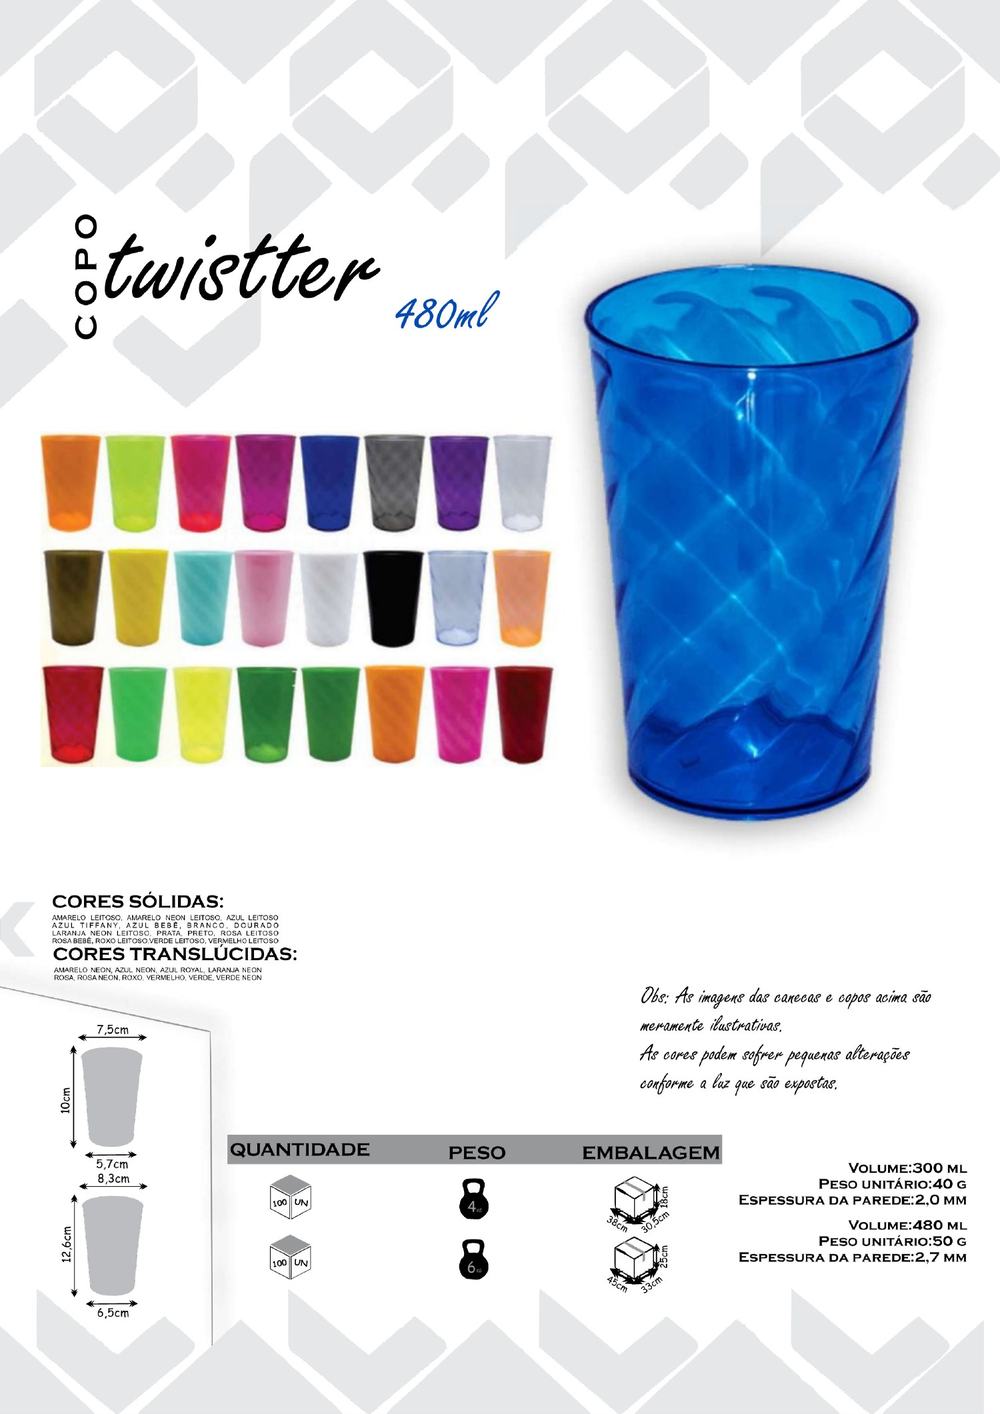 COPO
twistter
480ml
CORES SÓLIDAS:
AMARELO LEITOSO, AMARELO NEON LEITOSO, AZUL LEITOSO
AZUL TIFFANY, AZUL BEBÊ, BRANCO, DOURADO
LARANJA NEON LEITOSO, PRATA, PRETO, ROSA LEITOSO
ROSA BEBÊ, ROXO LEITOSO,VERDE LEITOSO, VERMELHO LEITOSO
CORES TRANSLÚCIDAS:
AMARELO NEON, AZUL NEON, AZUL ROYAL, LARANJA NEON
ROSA, ROSA NEON, ROXO, VERMELHO, VERDE, VERDE NEON
Obs: As imagens das canecas e copos acima são
meramente ilustrativas.
As cores podem sofrer pequenas alterações
conforme a luz que são expostas.
7,5cm
10cm
5,7cm
8,3cm
12,6cm
6,5cm
QUANTIDADE PESO EMBALAGEM
100 UN 4 38cm 30,5cm 18cm
100 UN 6 45cm 33cm 25cm
VOLUME:300 ML
PESO UNITÁRIO:40 G
ESPESSURA DA PAREDE:2,0 MM
VOLUME:480 ML
PESO UNITÁRIO:50 G
ESPESSURA DA PAREDE:2,7 MM